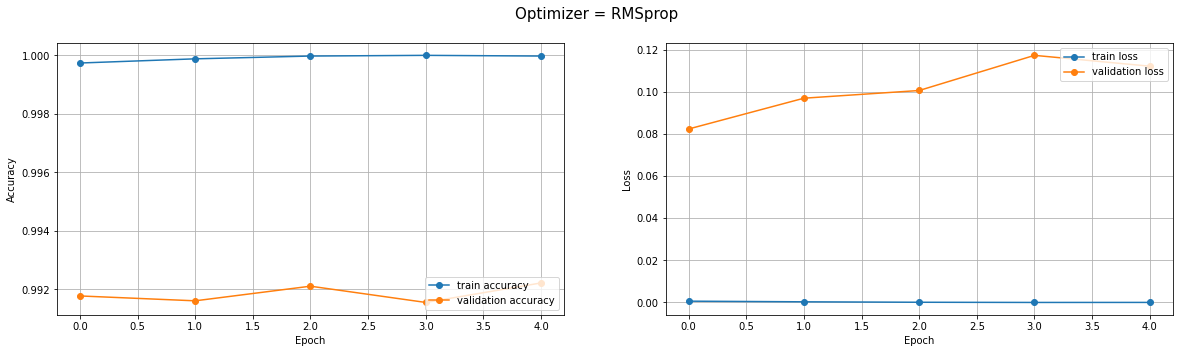 Optimizer = RMSprop
1.000
0.998
0.996
0.994
0.992
Accuracy
0.0 0.5 1.0 1.5 2.0 2.5 3.0 3.5 4.0
Epoch
train accuracy
validation accuracy
0.12
0.10
0.08
0.06
0.04
0.02
0.00
Loss
0.0 0.5 1.0 1.5 2.0 2.5 3.0 3.5 4.0
Epoch
train loss
validation loss